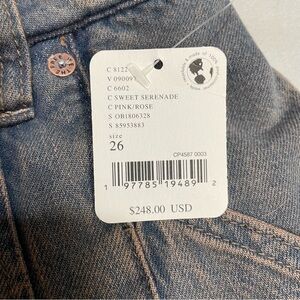 C 8122
V 09009
C 6602
C SWEET SERENADE
C PINK/ROSE
S OB1806328
S 85953883
size
26
CP4587 0003
1 97785 19489 2
$248.00 USD